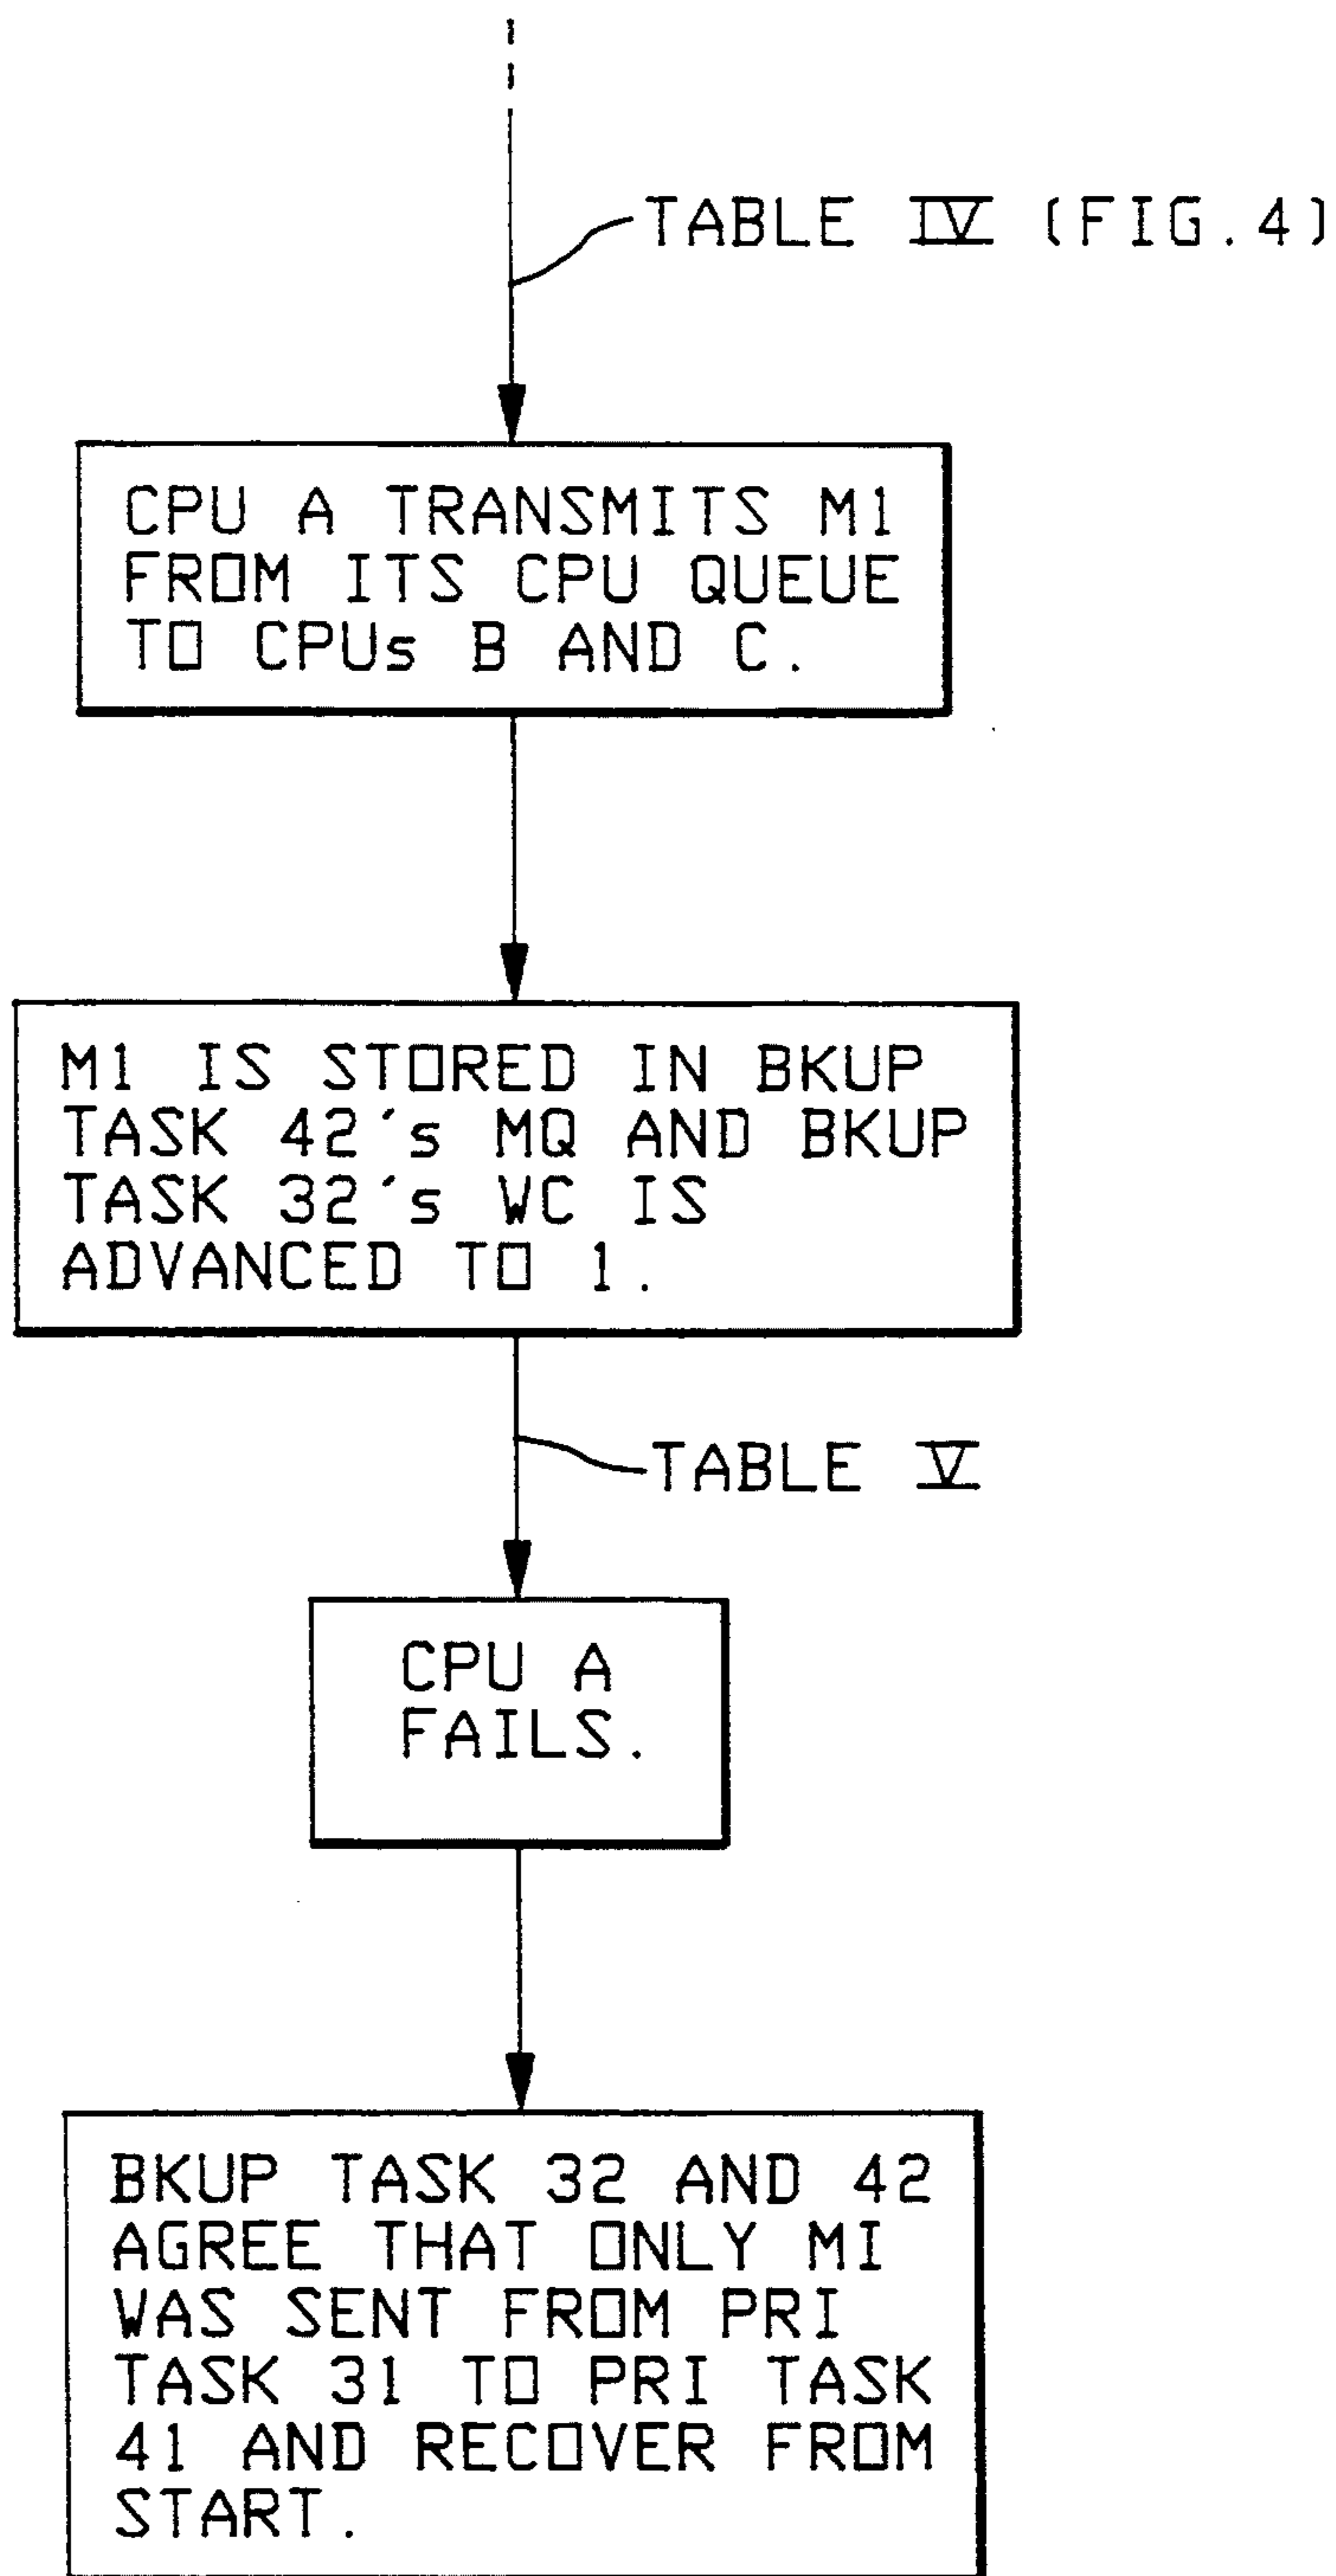 TABLE IV (FIG.4)
CPU A TRANSMITS M1
FROM ITS CPU QUEUE
TO CPUs B AND C.
M1 IS STORED IN BKUP
TASK 42's MQ AND BKUP
TASK 32's WC IS
ADVANCED TO 1.
TABLE V
CPU A
FAILS.
BKUP TASK 32 AND 42
AGREE THAT ONLY MI
WAS SENT FROM PRI
TASK 31 TO PRI TASK
41 AND RECOVER FROM
START.